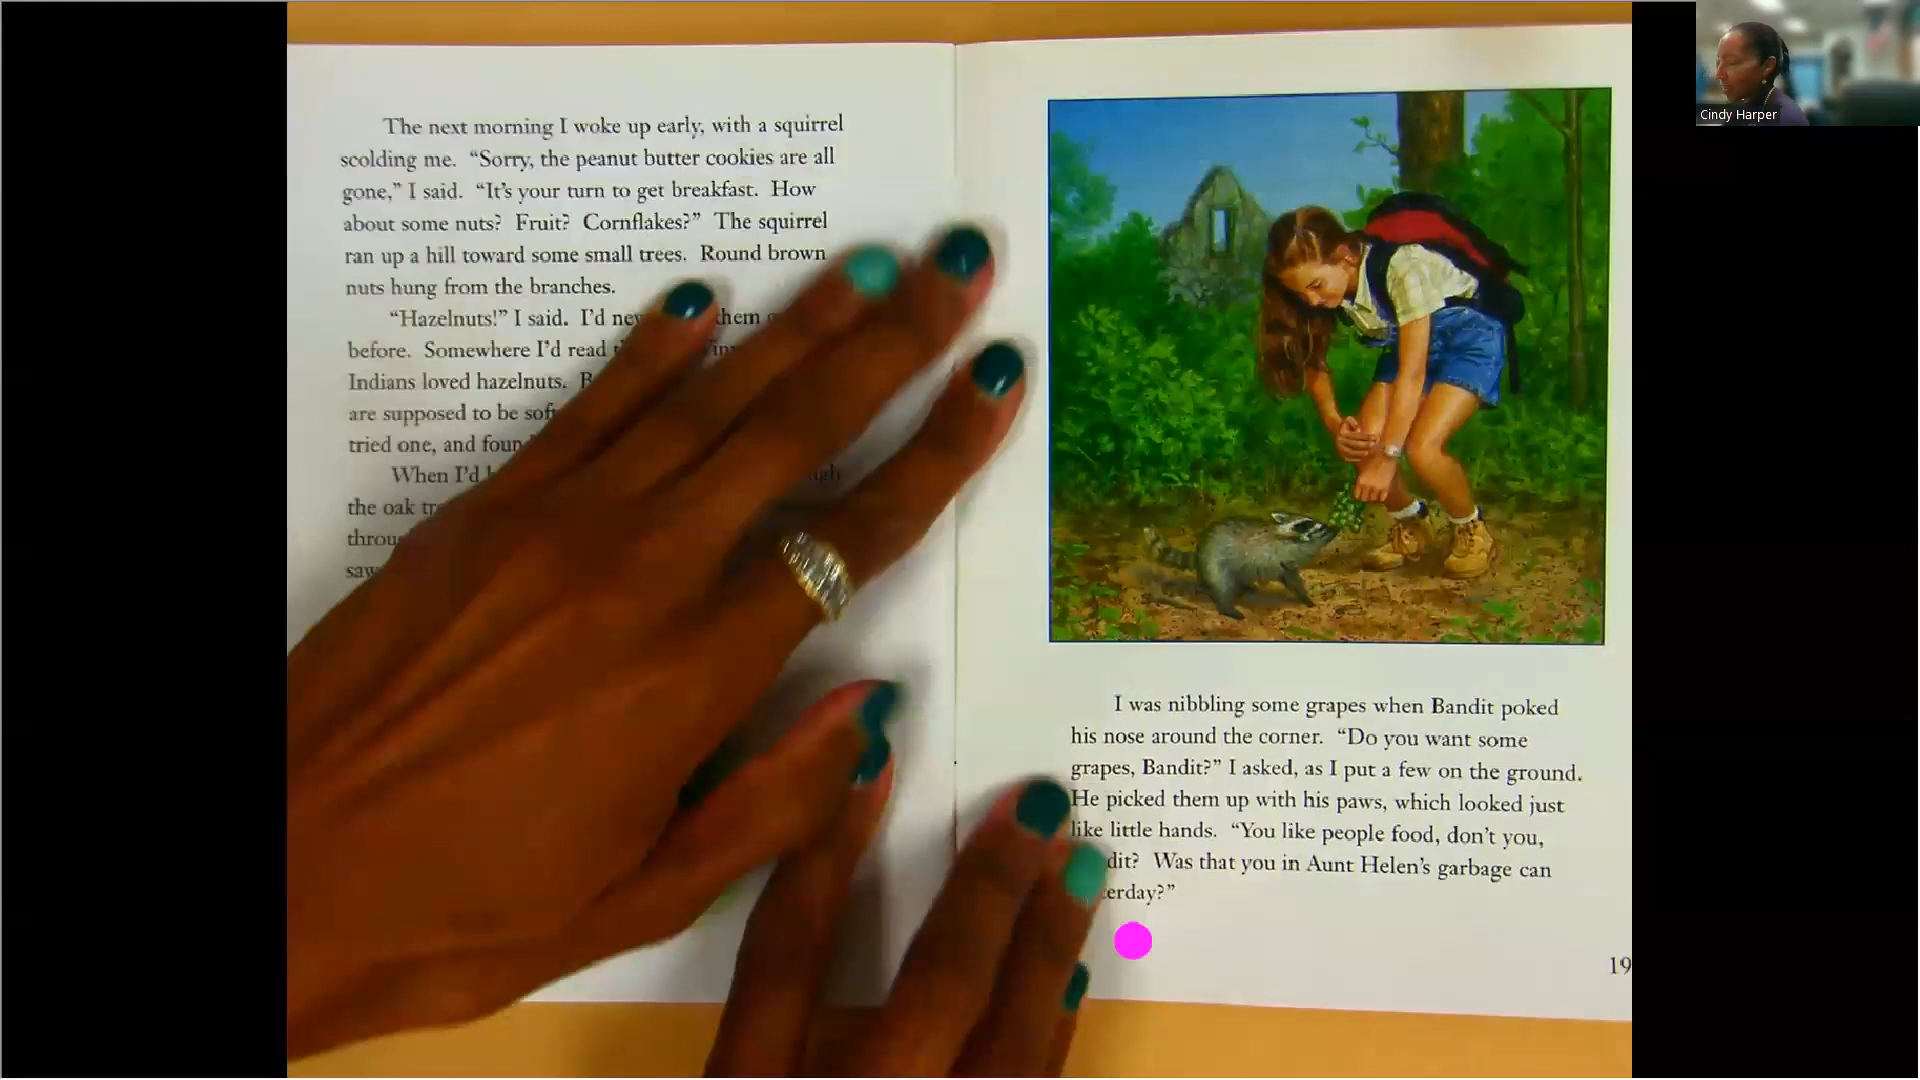 The next morning I woke up early, with a squirrel
scolding me. “Sorry, the peanut butter cookies are all
gone,” I said. “It’s your turn to get breakfast. How
about some nuts? Fruit? Cornflakes?” The squirrel
ran up a hill toward some small trees. Round brown
nuts hung from the branches.
“Hazelnuts!” I said. I’d them
before. Somewhere I’d read
Indians loved hazelnuts.
are supposed to be
tried one, and
When I’d
the oak
saw
I was nibbling some grapes when Bandit poked
his nose around the corner. “Do you want some
grapes, Bandit?” I asked, as I put a few on the ground.
He picked them up with his paws, which looked just
like little hands. “You like people food, don’t you,
Was that you in Aunt Helen’s garbage can
19
Cindy Harper